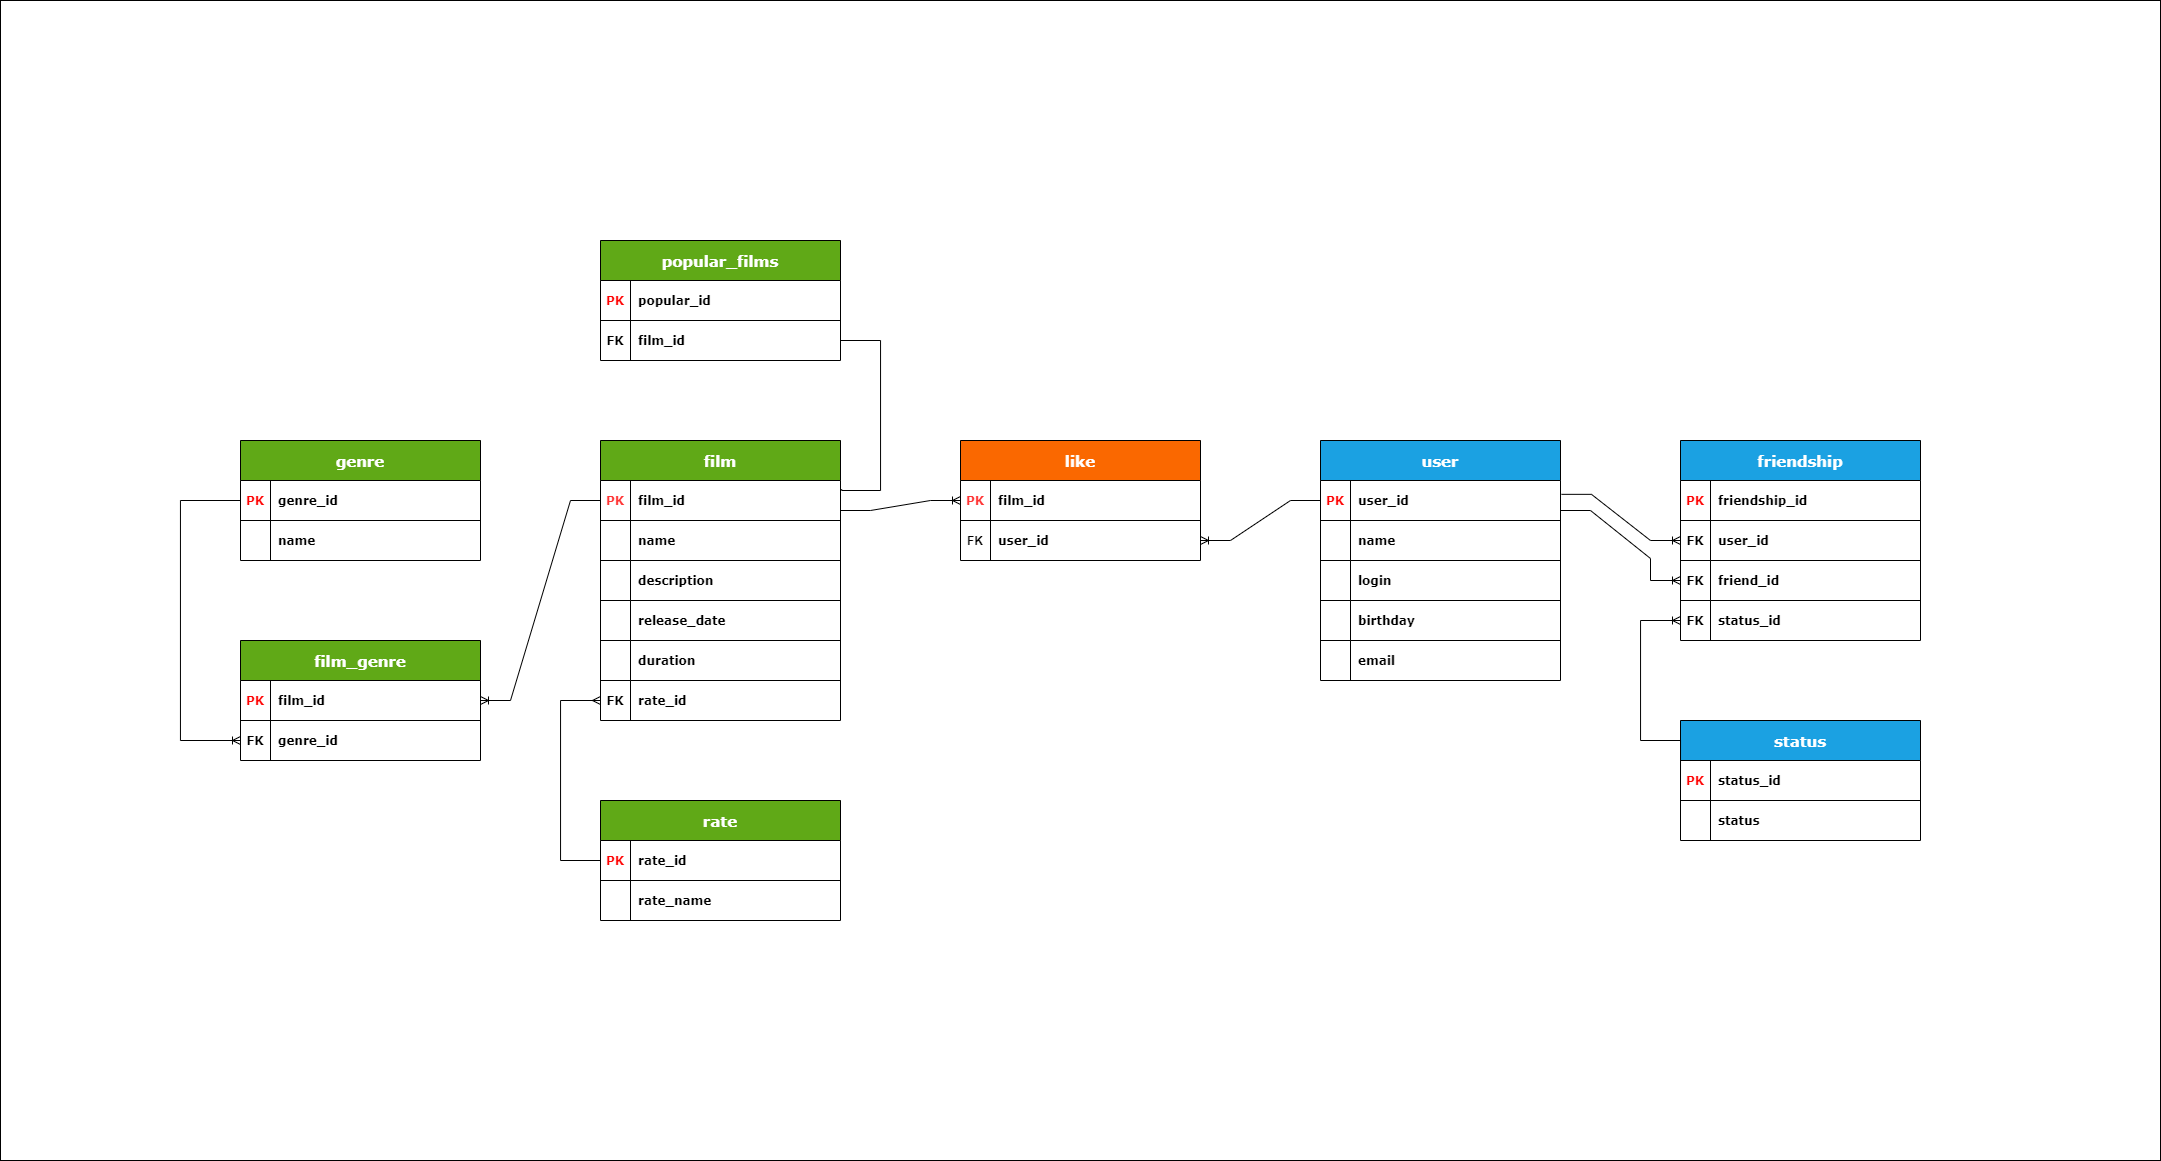 popular_films
PK popular_id
FK film_id
genre
PK genre_id
name
film_genre
PK film_id
FK genre_id
film
PK film_id
name
description
release_date
duration
FK rate_id
rate
PK rate_id
rate_name
like
PK film_id
FK user_id
user
PK user_id
name
login
birthday
email
friendship
PK friendship_id
FK user_id
FK friend_id
FK status_id
status
PK status_id
status